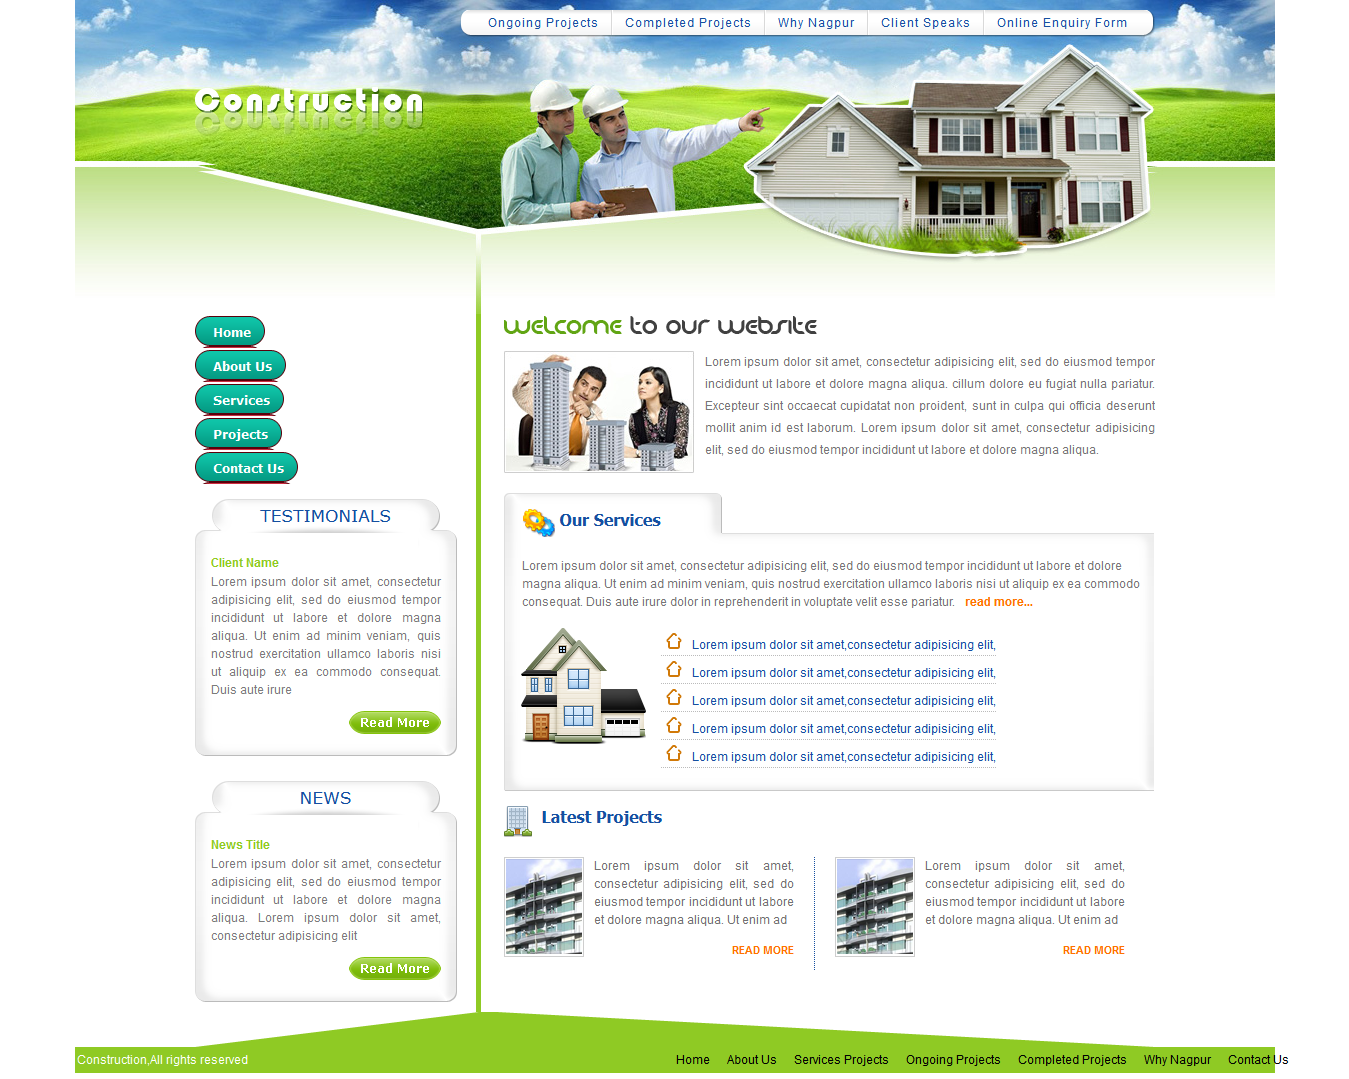 Ongoing Projects
Completed Projects
Why Nagpur
Client Speaks
Online Enquiry Form
Construction
Home
About Us
Services
Projects
Contact Us
TESTIMONIALS
Client Name
Lorem ipsum dolor sit amet, consectetur
adipisicing elit, sed do eiusmod tempor
incididunt ut labore et dolore magna
aliqua. Ut enim ad minim veniam, quis
nostrud exercitation ullamco laboris nisi
ut aliquip ex ea commodo consequat.
Duis aute irure
Read More
NEWS
News Title
Lorem ipsum dolor sit amet, consectetur
adipisicing elit, sed do eiusmod tempor
incididunt ut labore et dolore magna
aliqua. Lorem ipsum dolor sit amet,
consectetur adipisicing elit
Read More
welcome to our website
Lorem ipsum dolor sit amet, consectetur adipisicing elit, sed do eiusmod tempor
incididunt ut labore et dolore magna aliqua. cillum dolore eu fugiat nulla pariatur.
Excepteur sint occaecat cupidatat non proident, sunt in culpa qui officia deserunt
mollit anim id est laborum. Lorem ipsum dolor sit amet, consectetur adipisicing
elit, sed do eiusmod tempor incididunt ut labore et dolore magna aliqua.
Our Services
Lorem ipsum dolor sit amet, consectetur adipisicing elit, sed do eiusmod tempor incididunt ut labore et dolore
magna aliqua. Ut enim ad minim veniam, quis nostrud exercitation ullamco laboris nisi ut aliquip ex ea commodo
consequat. Duis aute irure dolor in reprehenderit in voluptate velit esse pariatur. read more...
Lorem ipsum dolor sit amet,consectetur adipisicing elit,
Lorem ipsum dolor sit amet,consectetur adipisicing elit,
Lorem ipsum dolor sit amet,consectetur adipisicing elit,
Lorem ipsum dolor sit amet,consectetur adipisicing elit,
Lorem ipsum dolor sit amet,consectetur adipisicing elit,
Latest Projects
Lorem ipsum dolor sit amet,
consectetur adipisicing elit, sed do
eiusmod tempor incididunt ut labore
et dolore magna aliqua. Ut enim ad
READ MORE
Lorem ipsum dolor sit amet,
consectetur adipisicing elit, sed do
eiusmod tempor incididunt ut labore
et dolore magna aliqua. Ut enim ad
READ MORE
Construction,All rights reserved
Home
About Us
Services Projects
Ongoing Projects
Completed Projects
Why Nagpur
Contact Us